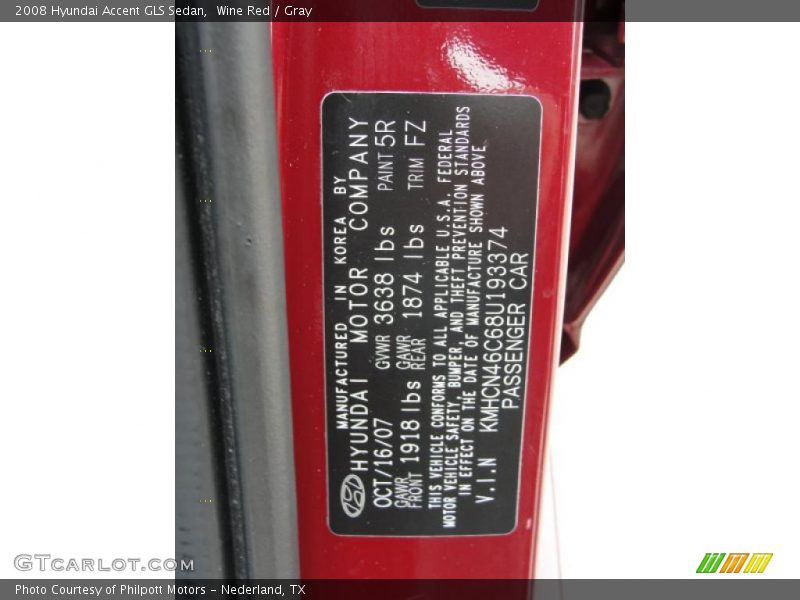 2008 Hyundai Accent GLS Sedan,  Wine Red / Gray
MANUFACTURED IN KOREA BY
HYUNDAI MOTOR COMPANY
OCT/16/07 GVWR 3638 lbs PAINT 5R
GAWR FRONT 1918 lbs GAWR REAR 1874 lbs TRIM FZ
THIS VEHICLE CONFORMS TO ALL APPLICABLE U.S.A. FEDERAL
MOTOR VEHICLE SAFETY, BUMPER, AND THEFT PREVENTION STANDARDS
IN EFFECT ON THE DATE OF MANUFACTURE SHOWN ABOVE.
V.I.N KMHCN46C68U193374
PASSENGER CAR
GTCarLot.com
Photo Courtesy of Philpott Motors - Nederland, TX